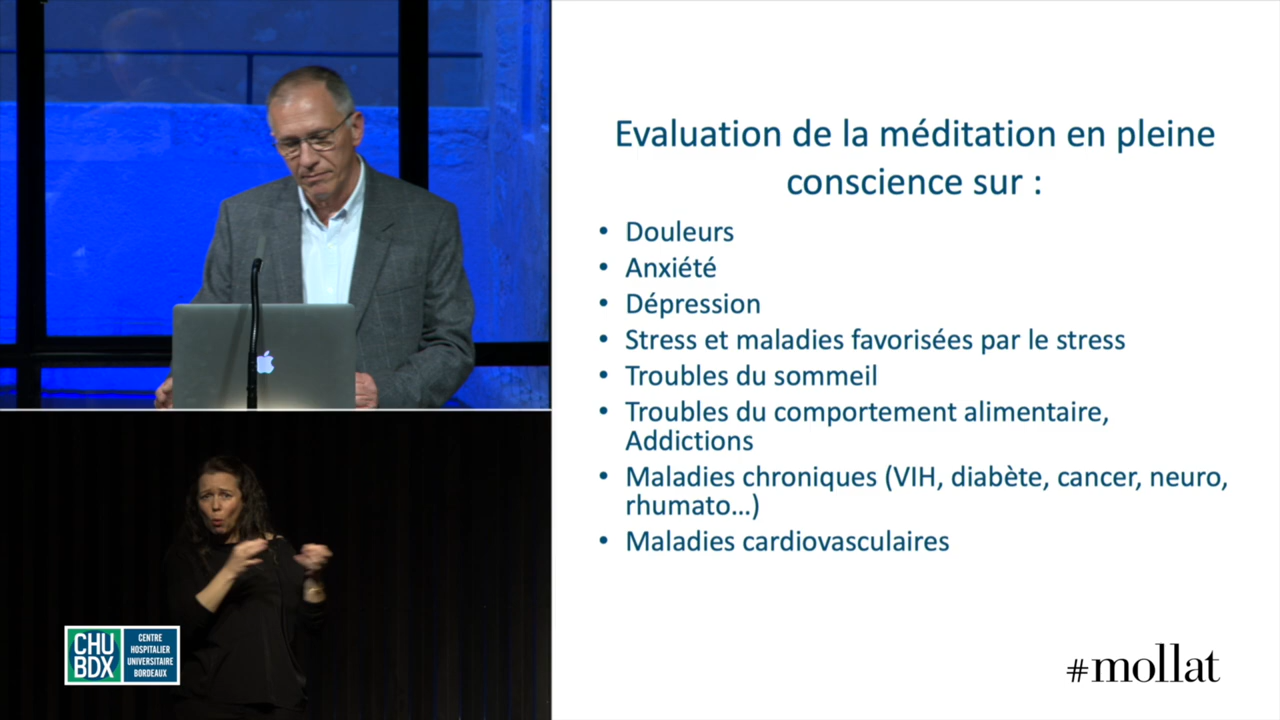 Evaluation de la méditation en pleine
conscience sur :
• Douleurs
• Anxiété
• Dépression
• Stress et maladies favorisées par le stress
• Troubles du sommeil
• Troubles du comportement alimentaire,
Addictions
• Maladies chroniques (VIH, diabète, cancer, neuro,
rhumato...)
• Maladies cardiovasculaires
CHU
BDX
CENTRE
HOSPITALIER
UNIVERSITAIRE
BORDEAUX
#mollat